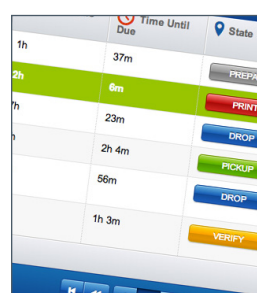 Time Until
Due
State
1h 37m PREPA
2h 6m PRINT
h 23m DROP
2h 4m PICKUP
56m DROP
1h 3m VERIFY